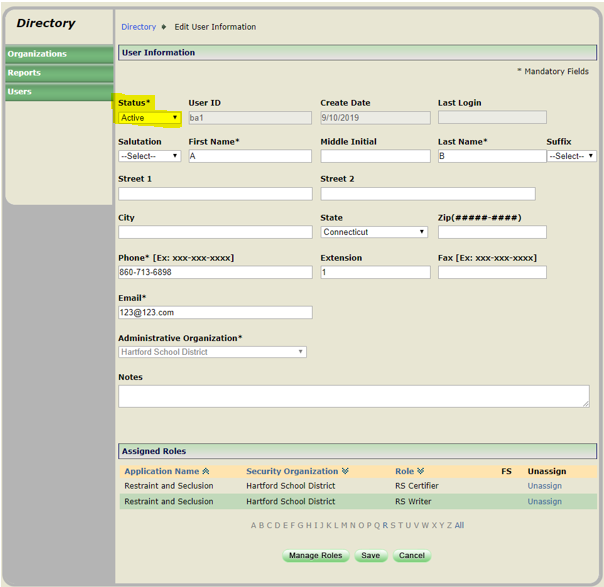 Directory
Directory Edit User Information
Organizations
Reports
Users
User Information
* Mandatory Fields
Status* User ID Create Date Last Login
Active ba1 9/10/2019
Salutation First Name* Middle Initial Last Name* Suffix
--Select-- A B --Select--
Street 1 Street 2
City State Zip(#####-####)
Connecticut
Phone* [Ex: xxx-xxx-xxxx] Extension Fax [Ex: xxx-xxx-xxxx]
860-713-6898 1
Email*
123@123.com
Administrative Organization*
Hartford School District
Notes
Assigned Roles
Application Name Security Organization Role FS Unassign
Restraint and Seclusion Hartford School District RS Certifier Unassign
Restraint and Seclusion Hartford School District RS Writer Unassign
A B C D E F G H I J K L M N O P Q R S T U V W X Y Z All
Manage Roles Save Cancel